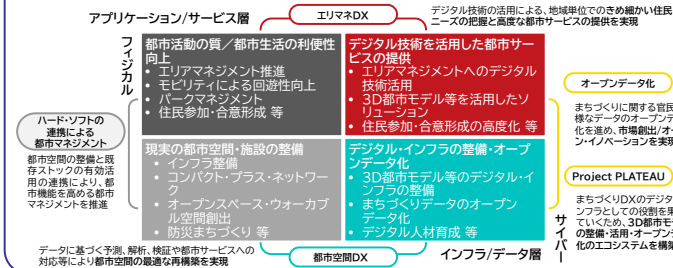 アプリケーション/サービス層
エリマネDX
デジタル技術の活用による、地域単位でのきめ細かい住民
ニーズの把握と高度な都市サービスの提供を実現
フィジカル
都市活動の質/都市生活の利便性
向上
• エリアマネジメント推進
• モビリティによる回遊性向上
• パークマネジメント
• 住民参加・合意形成 等
デジタル技術を活用した都市サー
ビスの提供
• エリアマネジメントへのデジタル
技術活用
• 3D都市モデル等を活用したソ
リューション
• 住民参加・合意形成の高度化 等
ハード・ソフトの
連携による
都市マネジメント
都市空間の整備と既
存ストックの有効活
用の連携により、都
市機能を高める都市
マネジメントを推進
現実の都市空間・施設の整備
• インフラ整備
• コンパクト・プラス・ネットワー
ク
• オープンスペース・ウォーカブ
ル空間創出
• 防災まちづくり 等
デジタル・インフラの整備・オープ
ンデータ化
• 3D都市モデル等のデジタル・イ
ンフラの整備
• まちづくりデータのオープン
データ化
• デジタル人材育成 等
オープンデータ化
まちづくりに関する官民
様なデータのオープンデ
化を進め、市場創出/オー
ン・イノベーションを実現
Project PLATEAU
まちづくりDXのデジタ
ンフラとしての役割を果
ていくため、3D都市モ
の整備・活用・オープンデ
化のエコシステムを構築
サイバー
データに基づく予測、解析、検証や都市サービスへの
対応等により都市空間の最適な再構築を実現
都市空間DX
インフラ/データ層